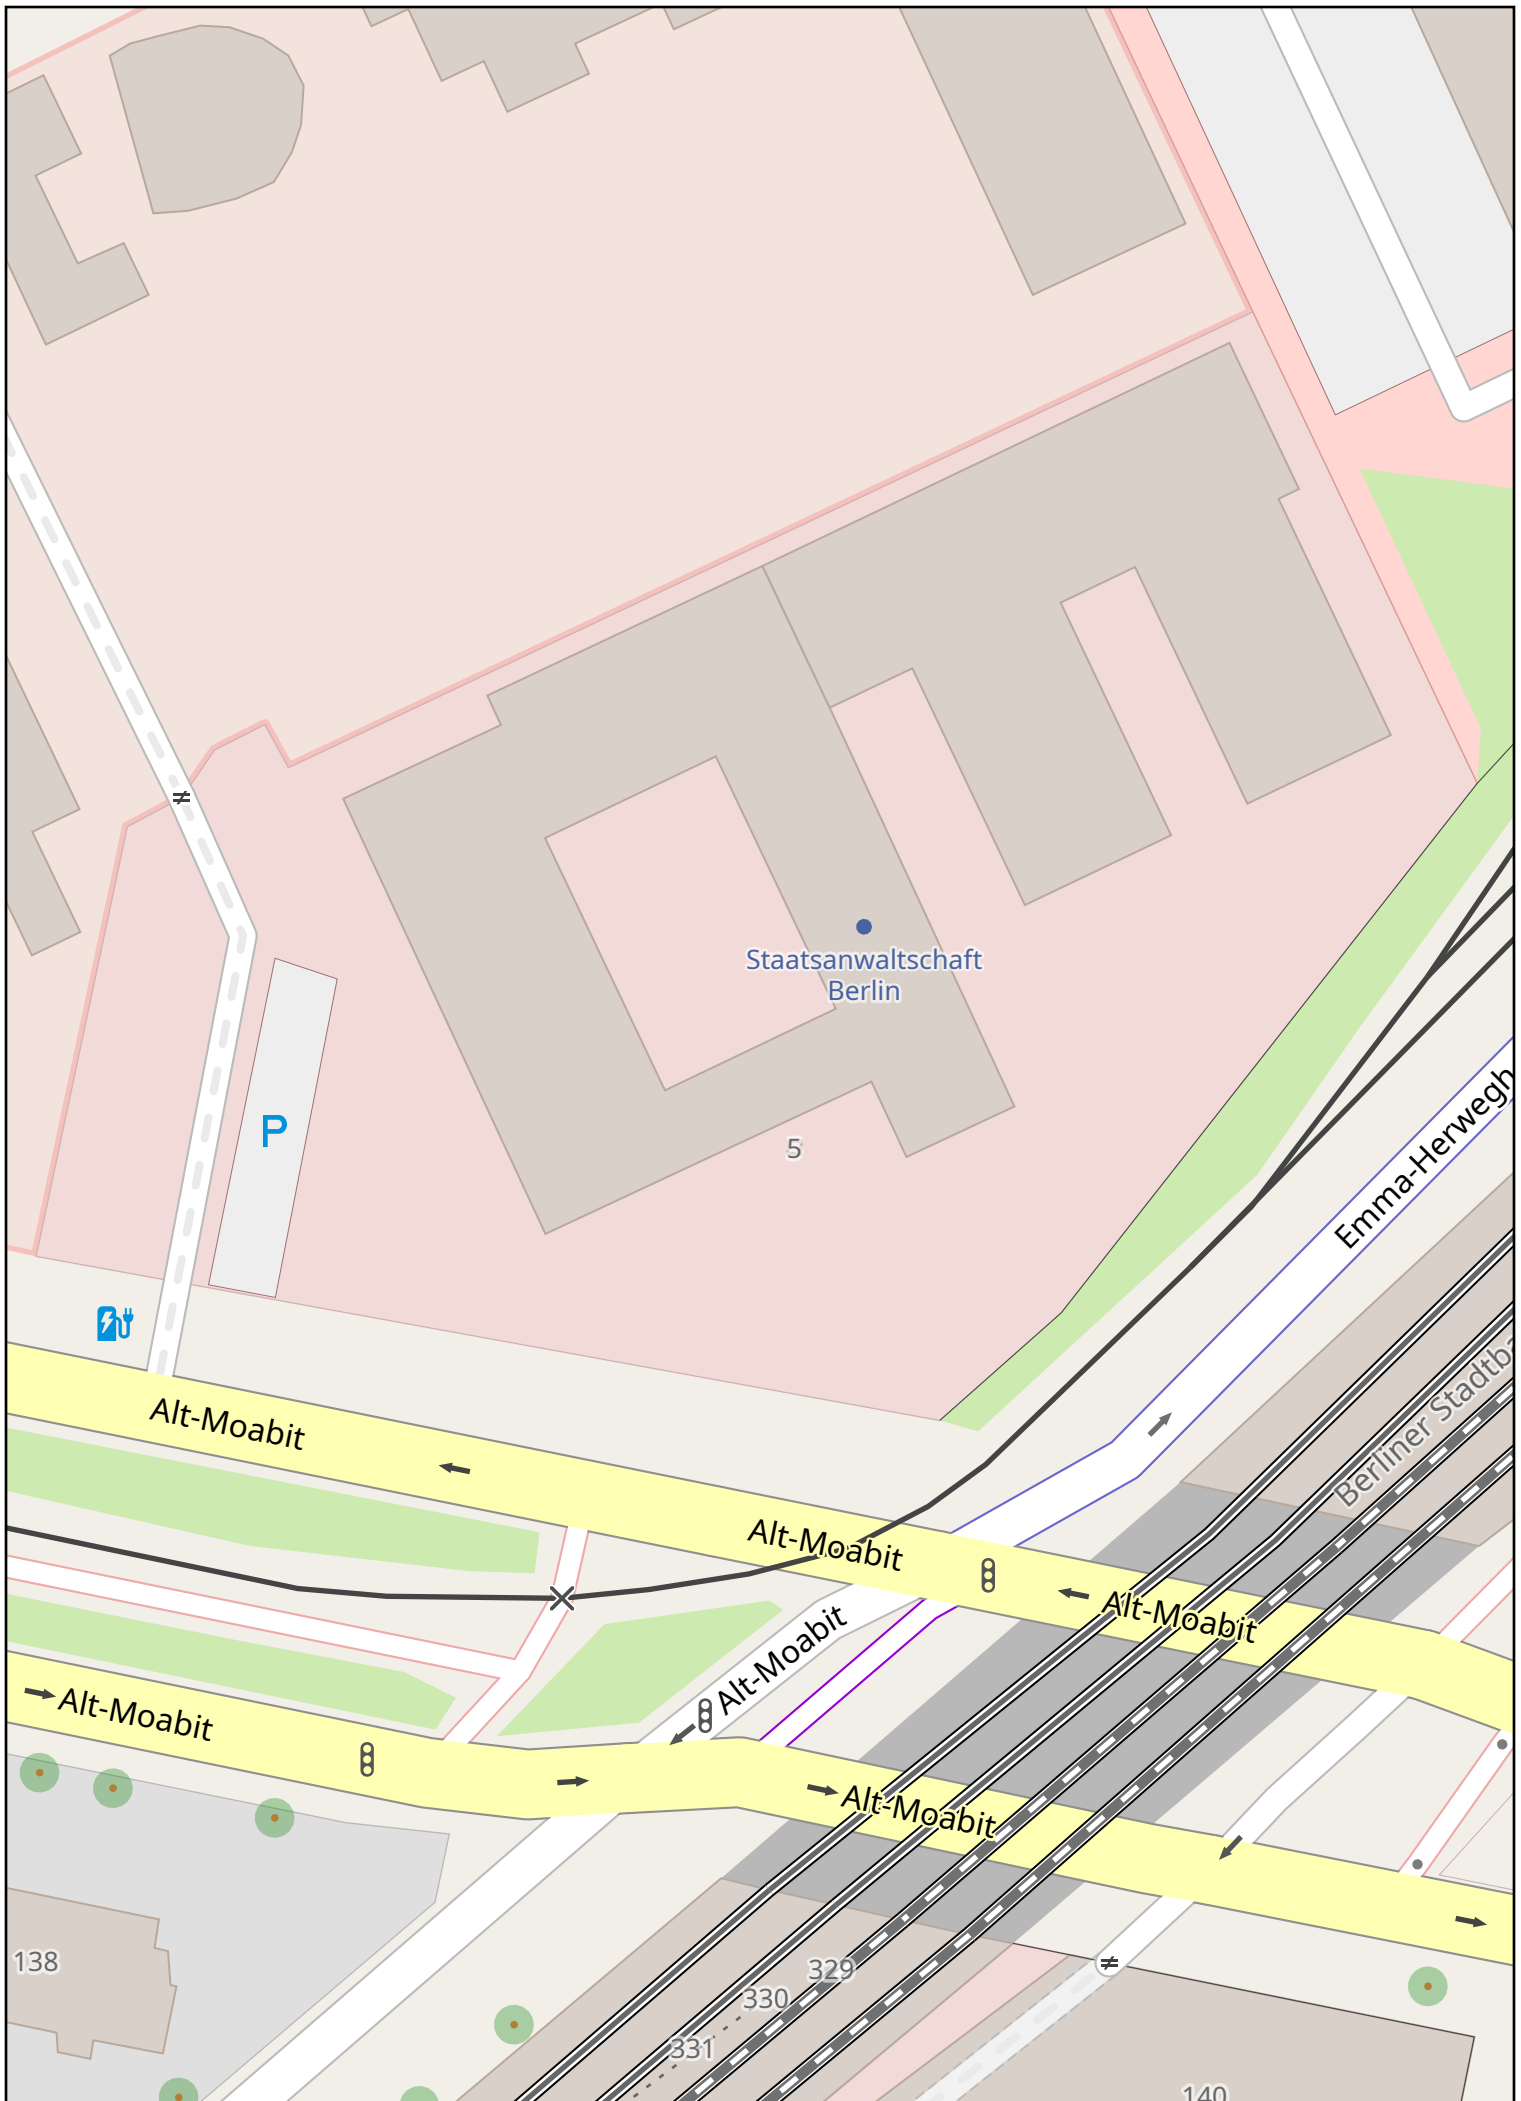 Staatsanwaltschaft
Berlin
P
5
Emma-Herwegh
Berliner Stadtba
Alt-Moabit
Alt-Moabit
Alt-Moabit
Alt-Moabit
Alt-Moabit
Alt-Moabit
138
329
330
331
140